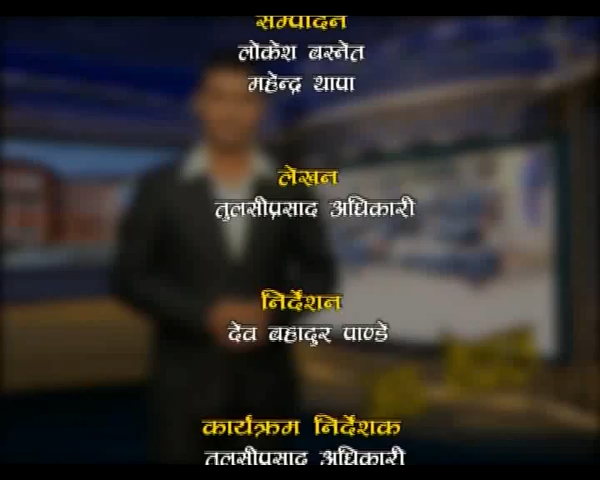 सम्पादन
लोकेश बस्नेत
महेन्द्र थापा
लेखन
तुलसीप्रसाद अधिकारी
निर्देशन
देव बहादुर पाण्डे
कार्यक्रम निर्देशक
तुलसीप्रसाद अधिकारी